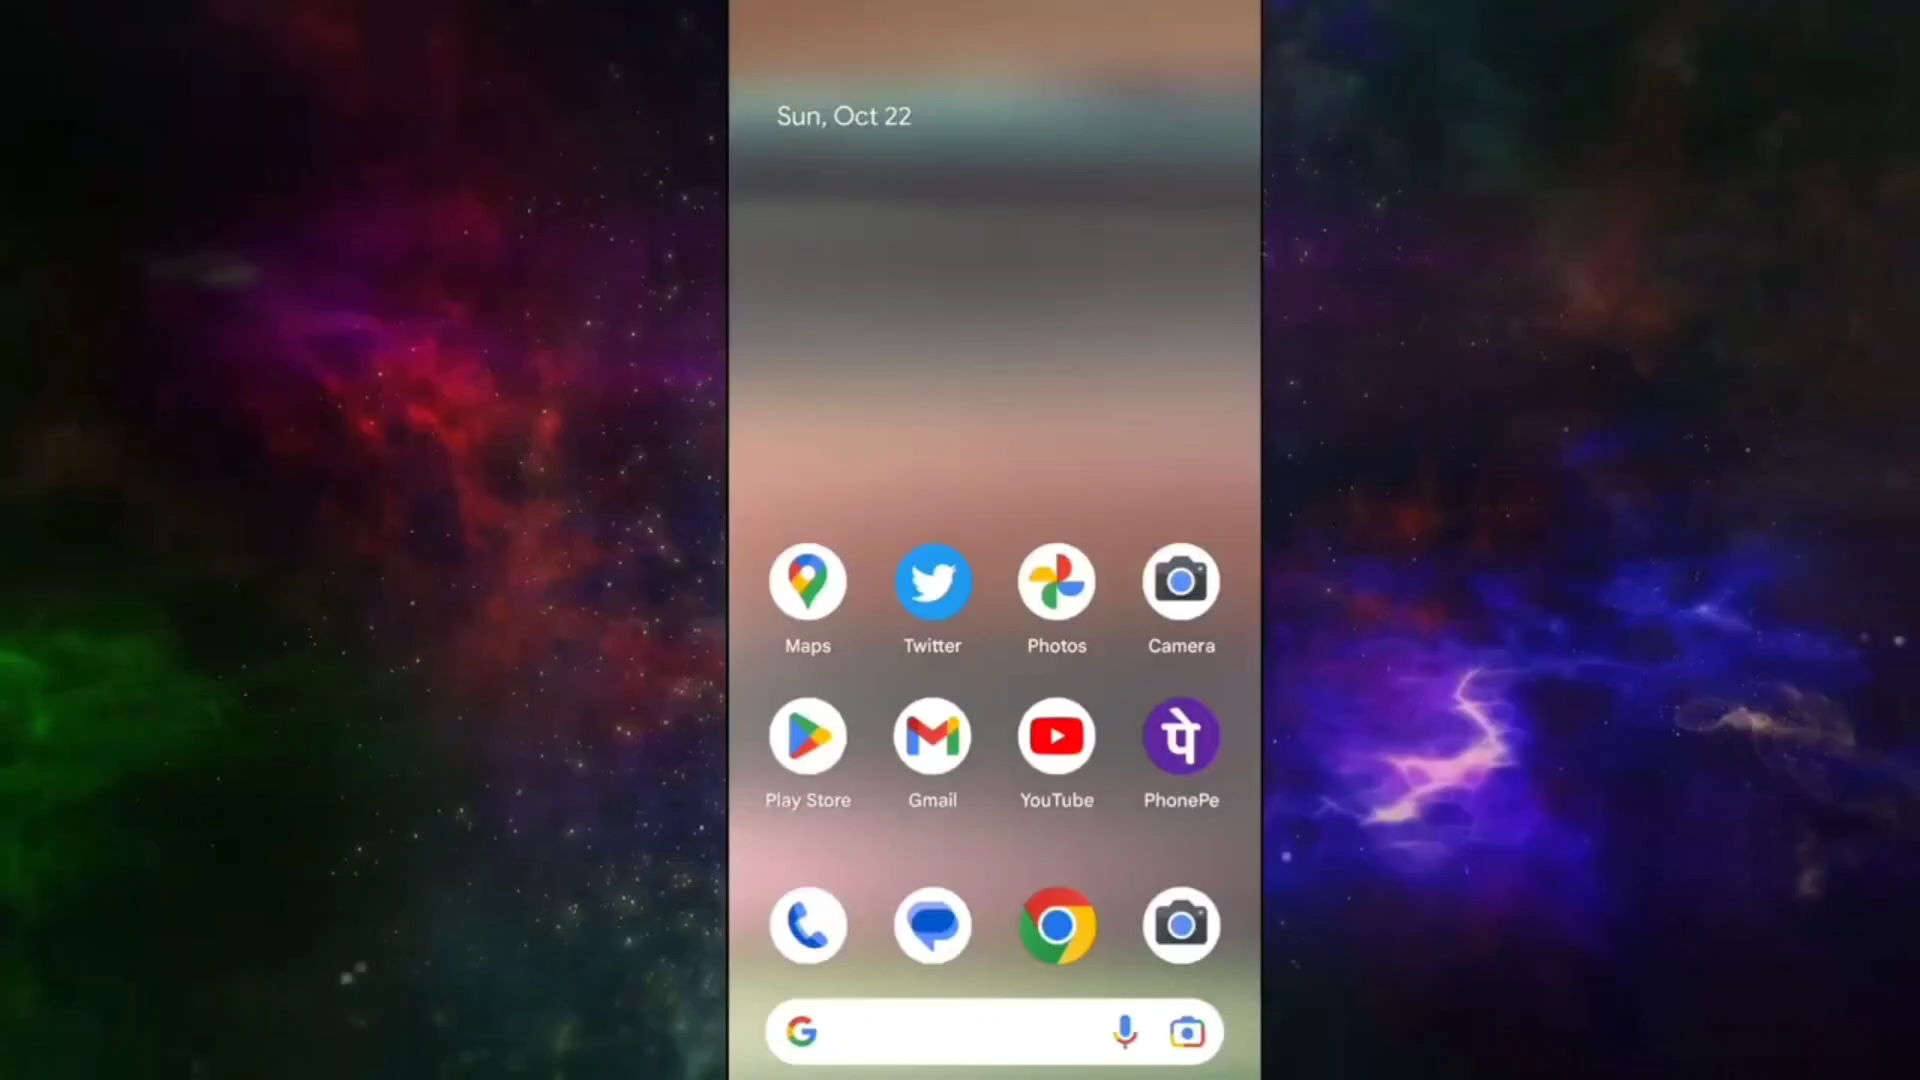 Sun, Oct 22
Maps Twitter Photos Camera
पे
Play Store Gmail YouTube PhonePe
G